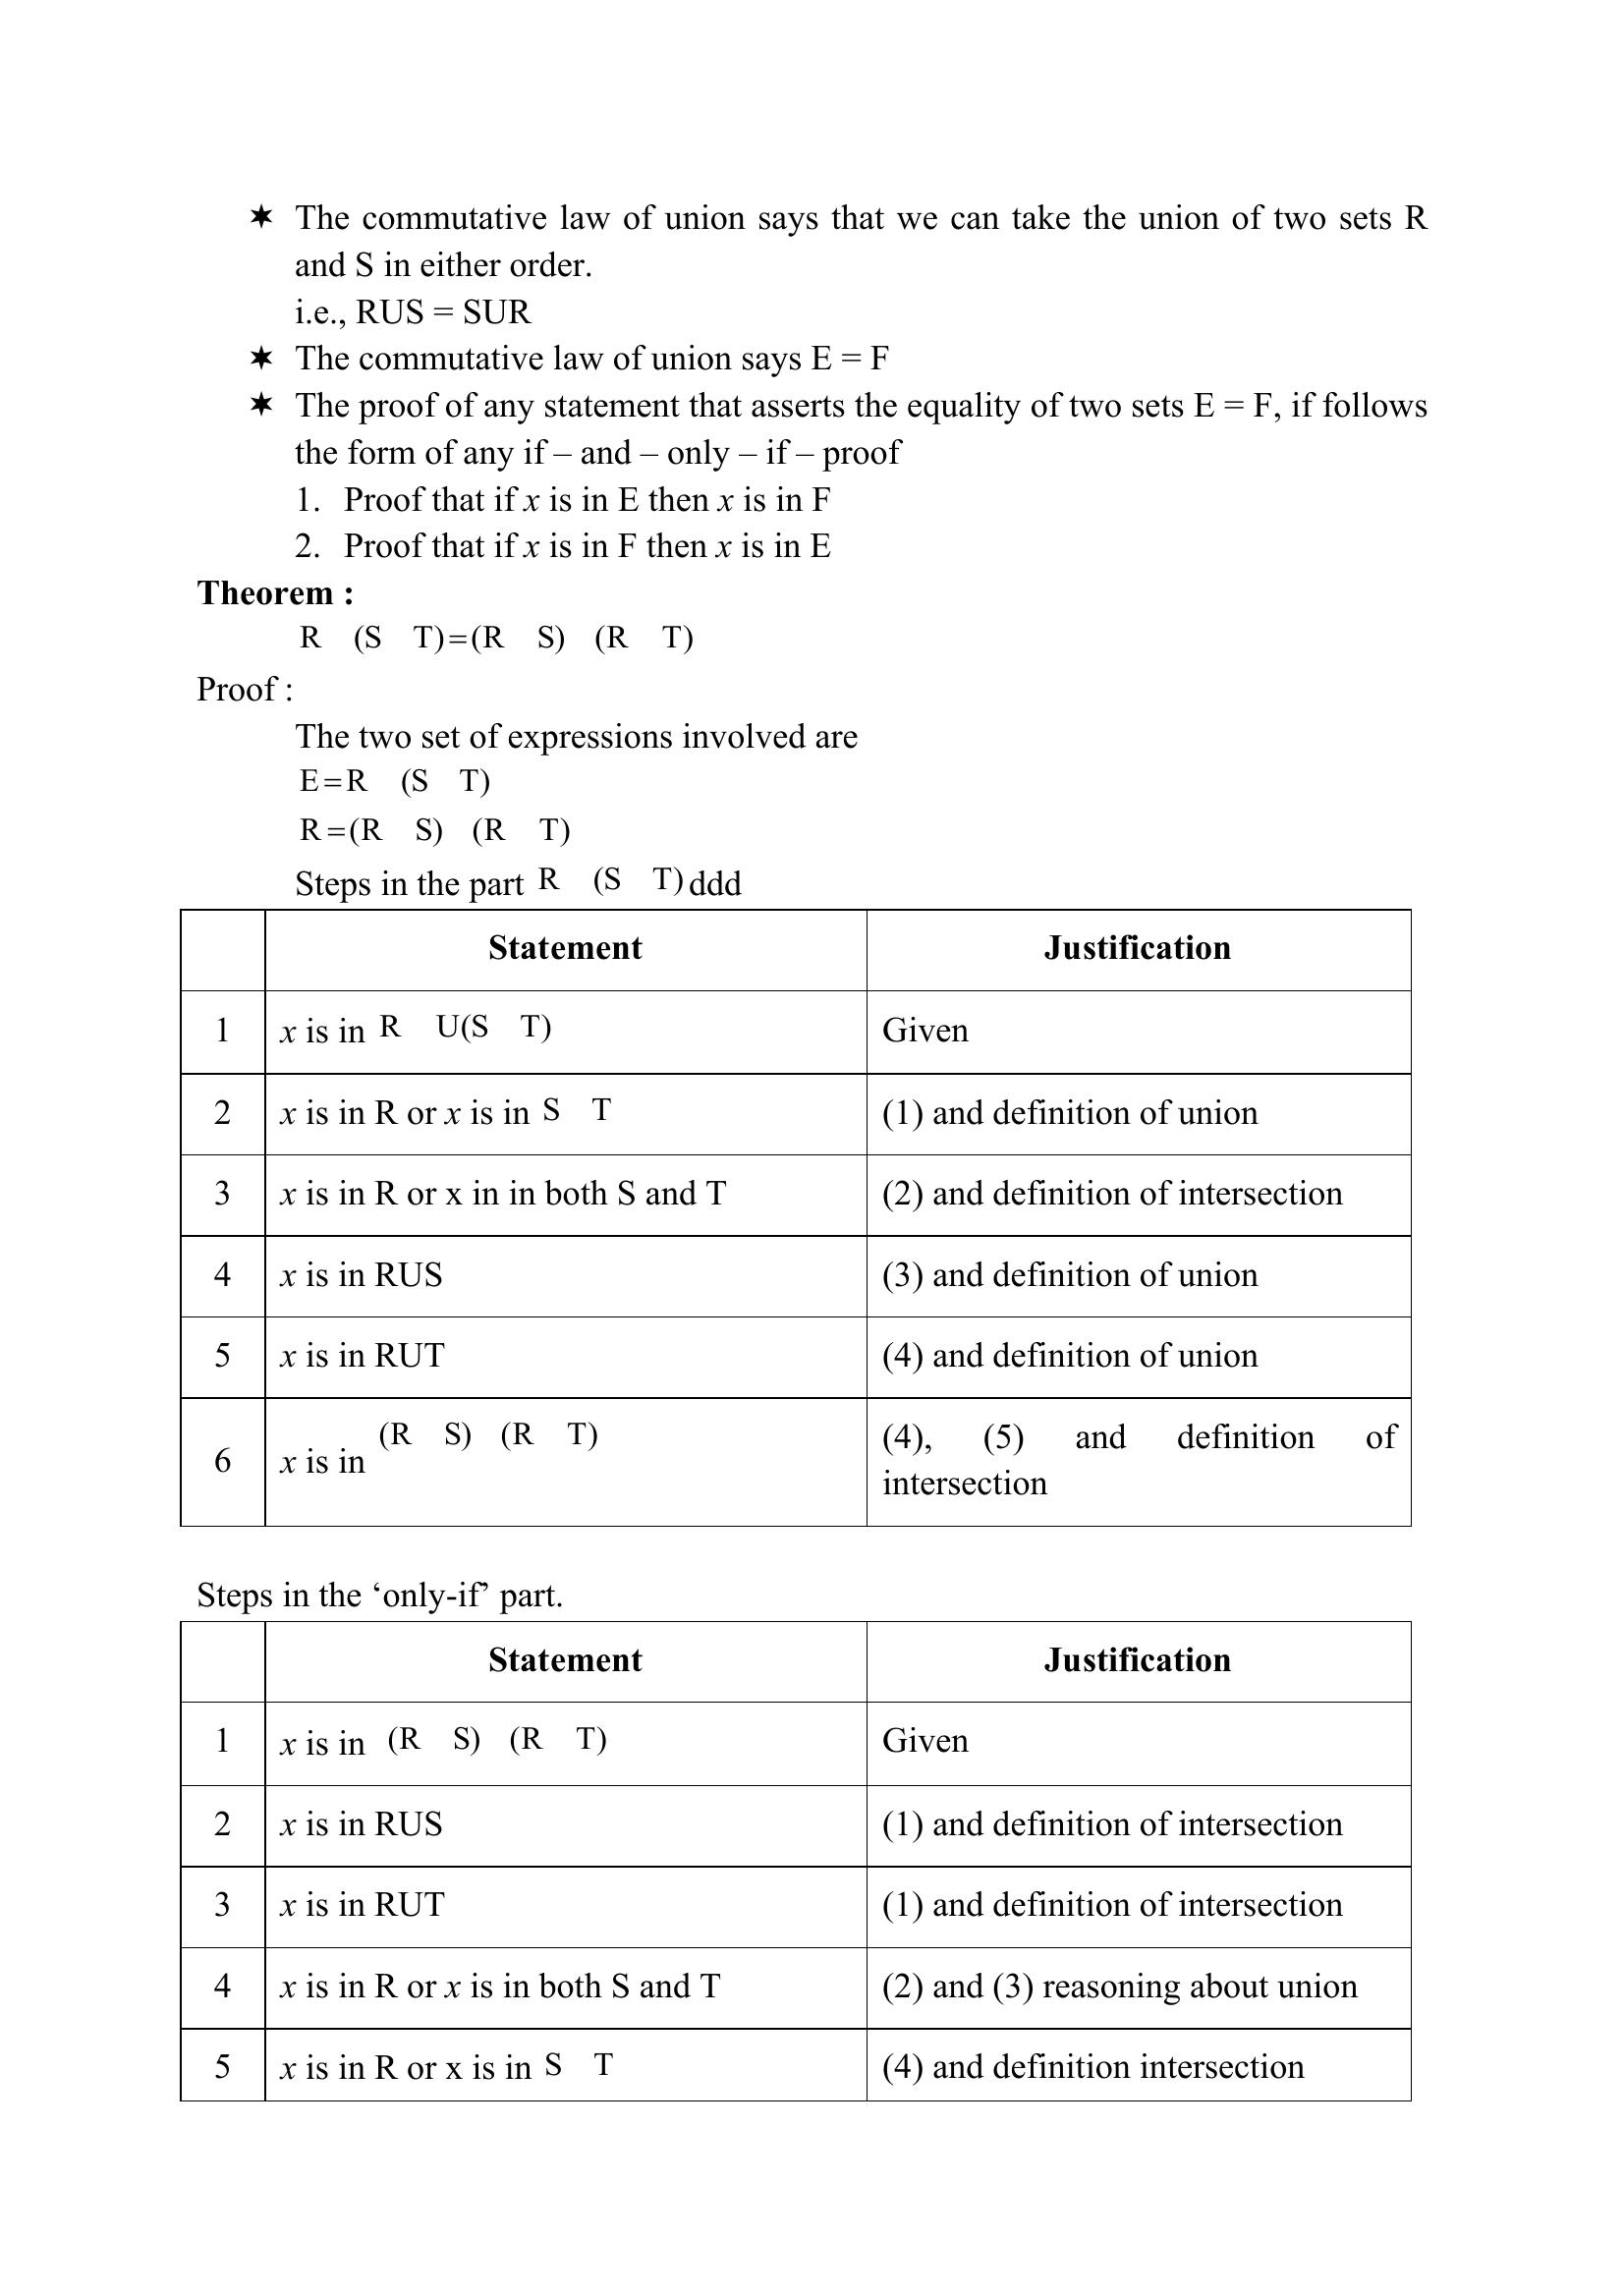 ✶ The commutative law of union says that we can take the union of two sets R
and S in either order.
i.e., RUS = SUR
✶ The commutative law of union says E = F
✶ The proof of any statement that asserts the equality of two sets E = F, if follows
the form of any if – and – only – if – proof
1. Proof that if x is in E then x is in F
2. Proof that if x is in F then x is in E
Theorem :
R (S T)=(R S) (R T)
Proof :
The two set of expressions involved are
E=R (S T)
R=(R S) (R T)
Steps in the part R (S T) ddd
Statement Justification
1 x is in R U(S T) Given
2 x is in R or x is in S T (1) and definition of union
3 x is in R or x in in both S and T (2) and definition of intersection
4 x is in RUS (3) and definition of union
5 x is in RUT (4) and definition of union
6 x is in (R S) (R T) (4), (5) and definition of
intersection
Steps in the ‘only-if’ part.
Statement Justification
1 x is in (R S) (R T) Given
2 x is in RUS (1) and definition of intersection
3 x is in RUT (1) and definition of intersection
4 x is in R or x is in both S and T (2) and (3) reasoning about union
5 x is in R or x is in S T (4) and definition intersection